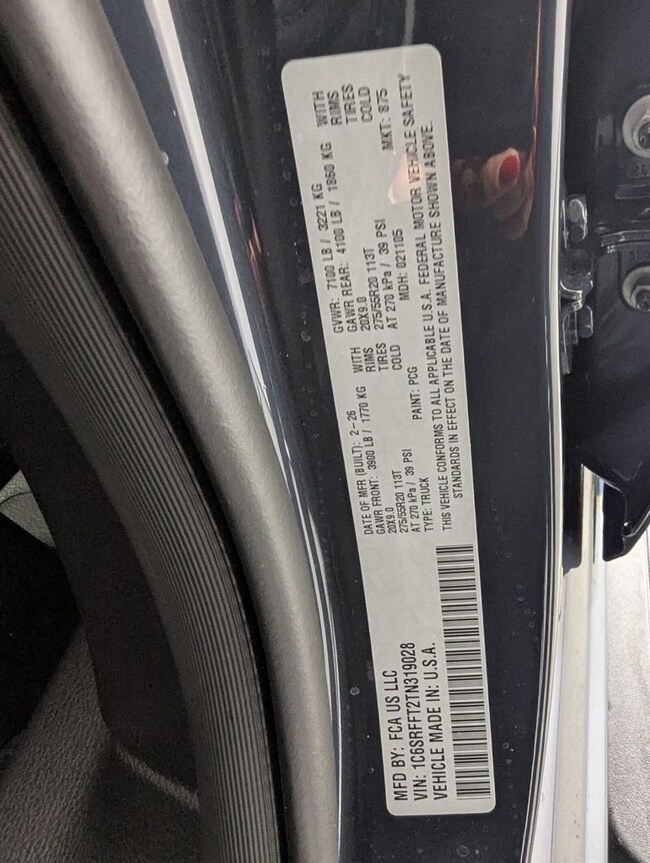 MFD BY: FCA US LLC
VIN: 1C6SRFFT2TN319028
VEHICLE MADE IN: U.S.A.
DATE OF MFR (BUILT): 2-26
GAWR FRONT: 3900 LB / 1770 KG WITH
20X9.0 RIMS
275/55R20 113T TIRES
AT 270 kPa / 39 PSI COLD
TYPE: TRUCK PAINT: PCG
GVWR: 7100 LB / 3221 KG
GAWR REAR: 4100 LB / 1860 KG WITH
20X9.0 RIMS
275/55R20 113T TIRES
AT 270 kPa / 39 PSI COLD
MDH: 021105 MKT: 875
THIS VEHICLE CONFORMS TO ALL APPLICABLE U.S.A. FEDERAL MOTOR VEHICLE SAFETY
STANDARDS IN EFFECT ON THE DATE OF MANUFACTURE SHOWN ABOVE.